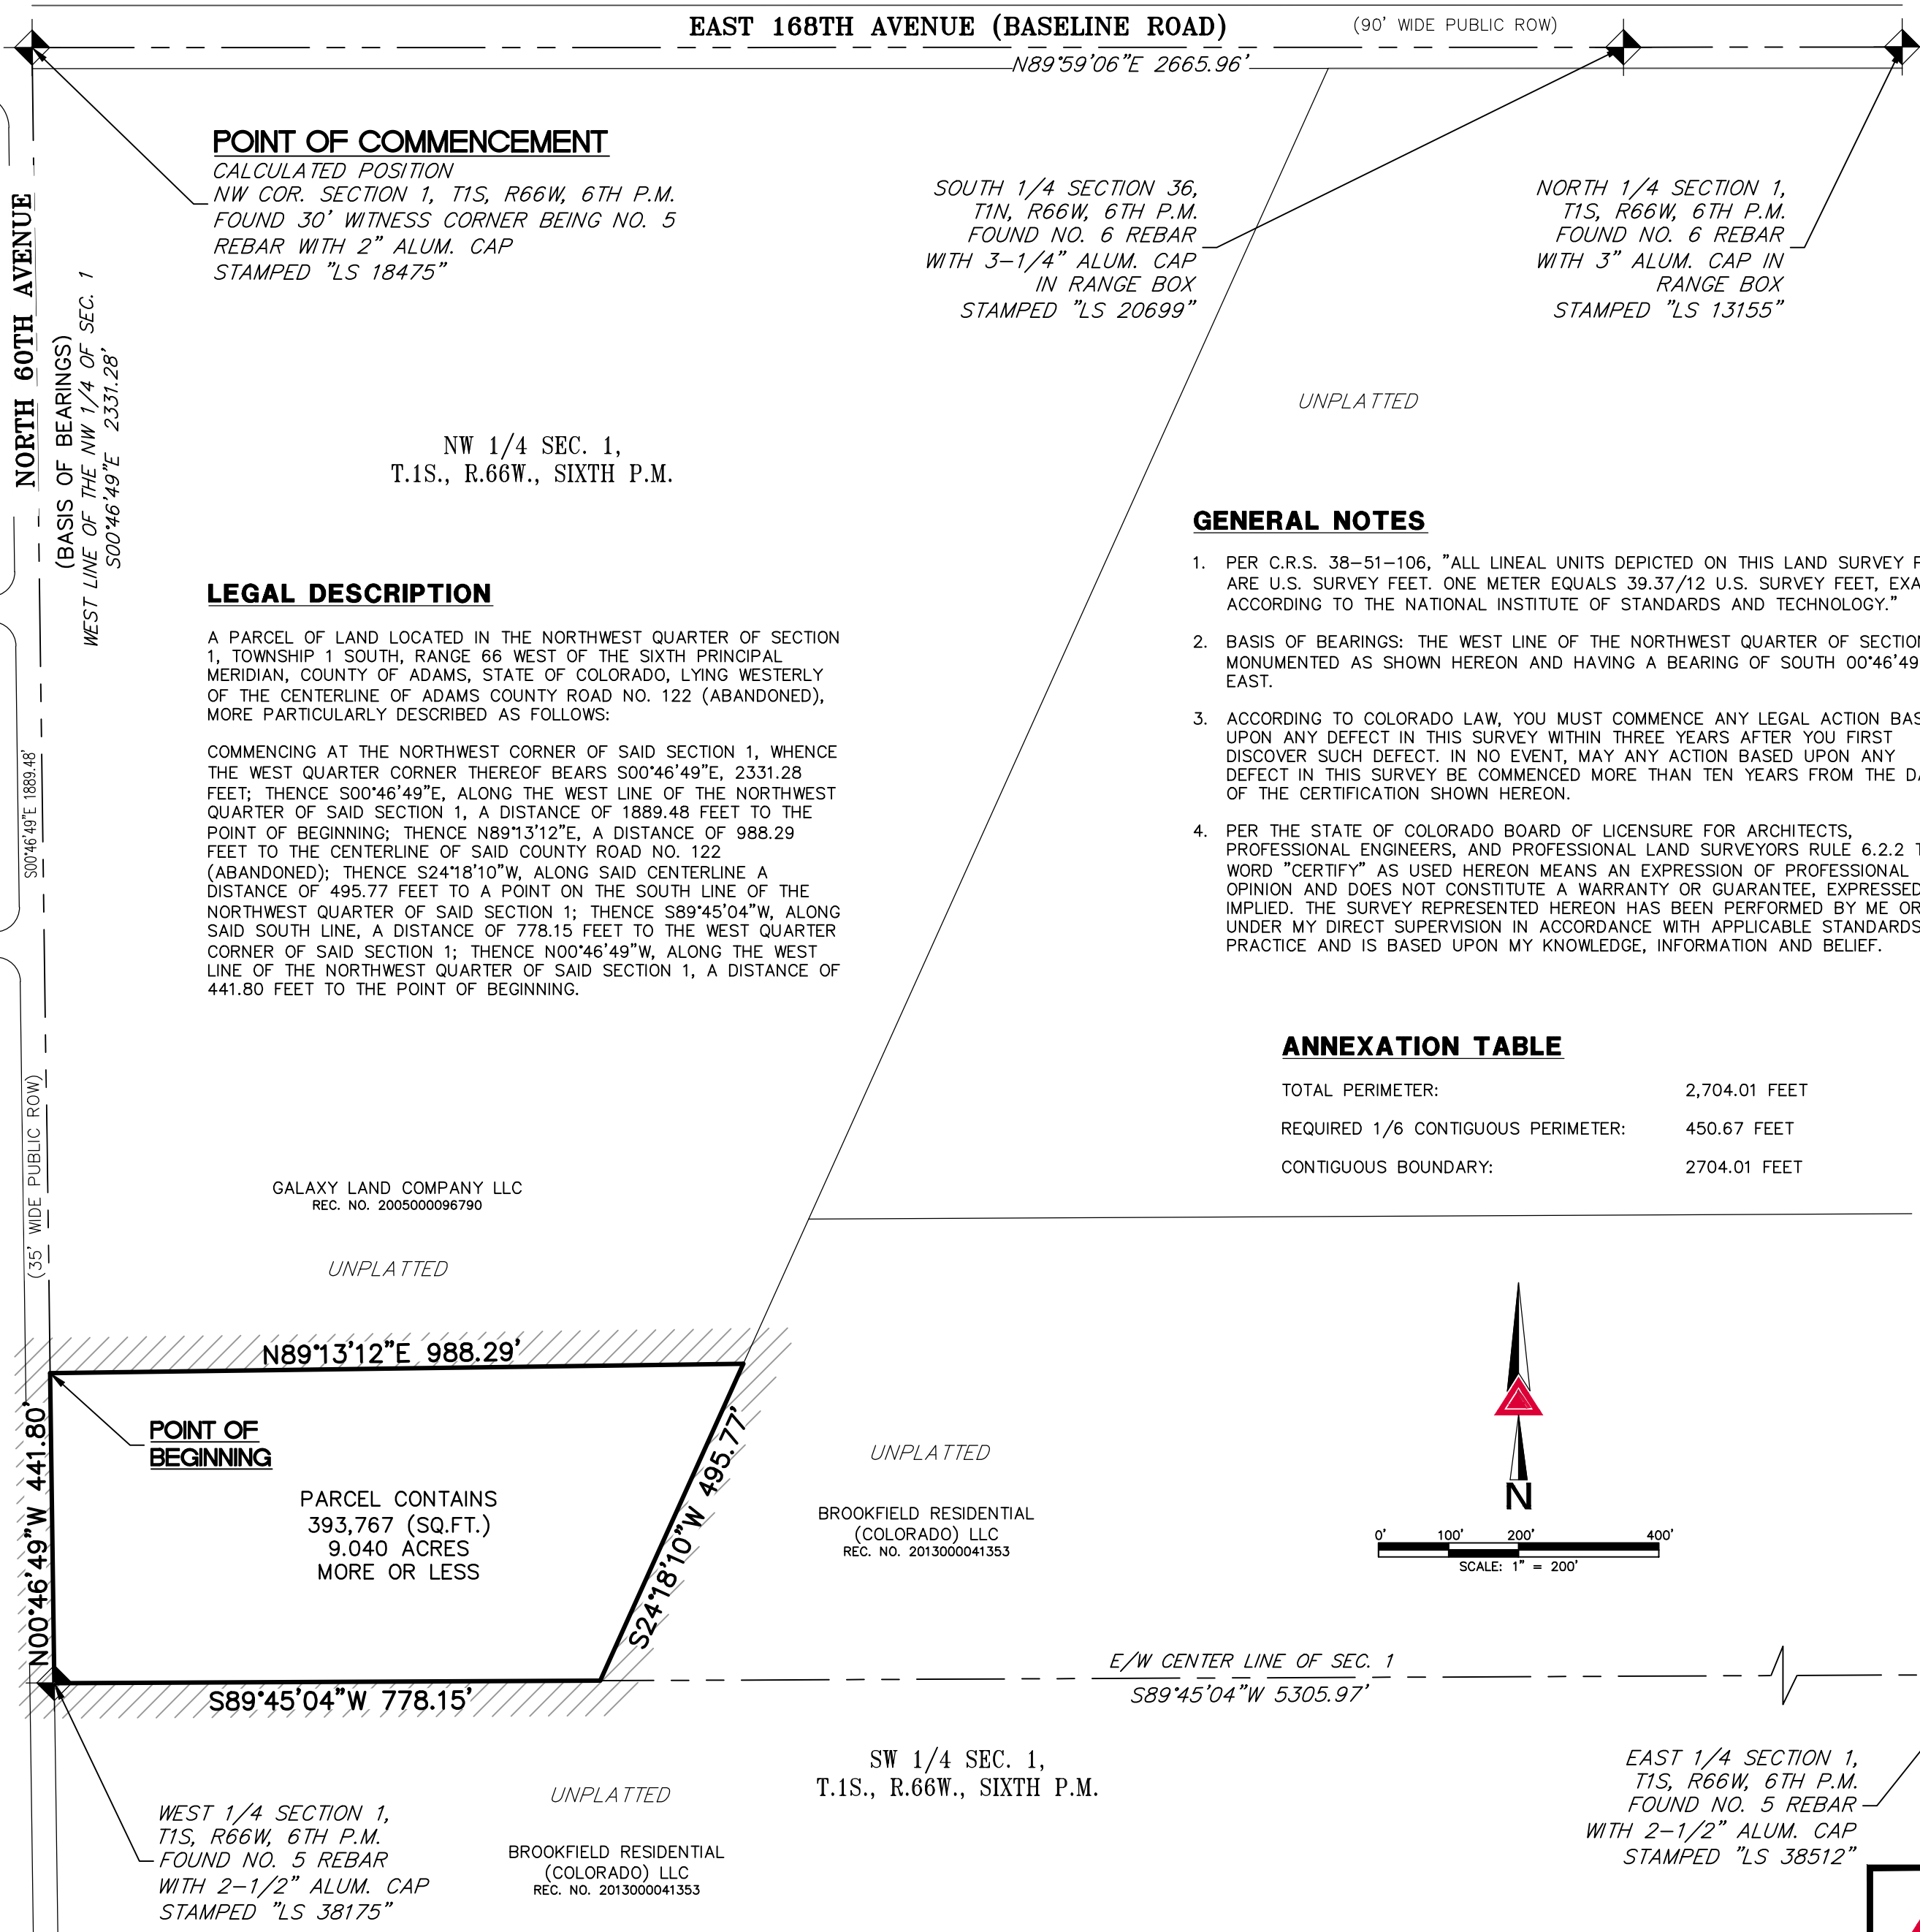 EAST 168TH AVENUE (BASELINE ROAD)
(90' WIDE PUBLIC ROW)
N89°59'06"E 2665.96'
POINT OF COMMENCEMENT
CALCULATED POSITION
NW COR. SECTION 1, T1S, R66W, 6TH P.M.
FOUND 30' WITNESS CORNER BEING NO. 5
REBAR WITH 2" ALUM. CAP
STAMPED "LS 18475"
SOUTH 1/4 SECTION 36,
T1N, R66W, 6TH P.M.
FOUND NO. 6 REBAR
WITH 3-1/4" ALUM. CAP
IN RANGE BOX
STAMPED "LS 20699"
NORTH 1/4 SECTION 1,
T1S, R66W, 6TH P.M.
FOUND NO. 6 REBAR
WITH 3" ALUM. CAP IN
RANGE BOX
STAMPED "LS 13155"
NORTH 60TH AVENUE
(BASIS OF BEARINGS)
WEST LINE OF THE NW 1/4 OF SEC. 1
S00°46'49"E 2331.28'
UNPLATTED
NW 1/4 SEC. 1,
T.1S., R.66W., SIXTH P.M.
LEGAL DESCRIPTION
A PARCEL OF LAND LOCATED IN THE NORTHWEST QUARTER OF SECTION
1, TOWNSHIP 1 SOUTH, RANGE 66 WEST OF THE SIXTH PRINCIPAL
MERIDIAN, COUNTY OF ADAMS, STATE OF COLORADO, LYING WESTERLY
OF THE CENTERLINE OF ADAMS COUNTY ROAD NO. 122 (ABANDONED),
MORE PARTICULARLY DESCRIBED AS FOLLOWS:
COMMENCING AT THE NORTHWEST CORNER OF SAID SECTION 1, WHENCE
THE WEST QUARTER CORNER THEREOF BEARS S00°46'49"E, 2331.28
FEET; THENCE S00°46'49"E, ALONG THE WEST LINE OF THE NORTHWEST
QUARTER OF SAID SECTION 1, A DISTANCE OF 1889.48 FEET TO THE
POINT OF BEGINNING; THENCE N89°13'12"E, A DISTANCE OF 988.29
FEET TO THE CENTERLINE OF SAID COUNTY ROAD NO. 122
(ABANDONED); THENCE S24°18'10"W, ALONG SAID CENTERLINE A
DISTANCE OF 495.77 FEET TO A POINT ON THE SOUTH LINE OF THE
NORTHWEST QUARTER OF SAID SECTION 1; THENCE S89°45'04"W, ALONG
SAID SOUTH LINE, A DISTANCE OF 778.15 FEET TO THE WEST QUARTER
CORNER OF SAID SECTION 1; THENCE N00°46'49"W, ALONG THE WEST
LINE OF THE NORTHWEST QUARTER OF SAID SECTION 1, A DISTANCE OF
441.80 FEET TO THE POINT OF BEGINNING.
S00°46'49"E 1889.48'
(35' WIDE PUBLIC ROW)
GENERAL NOTES
1. PER C.R.S. 38-51-106, "ALL LINEAL UNITS DEPICTED ON THIS LAND SURVEY
ARE U.S. SURVEY FEET. ONE METER EQUALS 39.37/12 U.S. SURVEY FEET,
ACCORDING TO THE NATIONAL INSTITUTE OF STANDARDS AND TECHNOLOGY."
2. BASIS OF BEARINGS: THE WEST LINE OF THE NORTHWEST QUARTER OF SECTION
MONUMENTED AS SHOWN HEREON AND HAVING A BEARING OF SOUTH 00°46'49
EAST.
3. ACCORDING TO COLORADO LAW, YOU MUST COMMENCE ANY LEGAL ACTION BAS
UPON ANY DEFECT IN THIS SURVEY WITHIN THREE YEARS AFTER YOU FIRST
DISCOVER SUCH DEFECT. IN NO EVENT, MAY ANY ACTION BASED UPON ANY
DEFECT IN THIS SURVEY BE COMMENCED MORE THAN TEN YEARS FROM THE
OF THE CERTIFICATION SHOWN HEREON.
4. PER THE STATE OF COLORADO BOARD OF LICENSURE FOR ARCHITECTS,
PROFESSIONAL ENGINEERS, AND PROFESSIONAL LAND SURVEYORS RULE 6.2.2
WORD "CERTIFY" AS USED HEREON MEANS AN EXPRESSION OF PROFESSIONAL
OPINION AND DOES NOT CONSTITUTE A WARRANTY OR GUARANTEE, EXPRESSED
IMPLIED. THE SURVEY REPRESENTED HEREON HAS BEEN PERFORMED BY ME OR
UNDER MY DIRECT SUPERVISION IN ACCORDANCE WITH APPLICABLE STANDARDS
PRACTICE AND IS BASED UPON MY KNOWLEDGE, INFORMATION AND BELIEF.
ANNEXATION TABLE
TOTAL PERIMETER: 2,704.01 FEET
REQUIRED 1/6 CONTIGUOUS PERIMETER: 450.67 FEET
CONTIGUOUS BOUNDARY: 2704.01 FEET
GALAXY LAND COMPANY LLC
REC. NO. 2005000096790
UNPLATTED
N89°13'12"E 988.29'
POINT OF
BEGINNING
N00°46'49"W 441.80'
PARCEL CONTAINS
393,767 (SQ.FT.)
9.040 ACRES
MORE OR LESS
S24°18'10"W 495.77'
S89°45'04"W 778.15'
UNPLATTED
BROOKFIELD RESIDENTIAL
(COLORADO) LLC
REC. NO. 2013000041353
N
0' 100' 200' 400'
SCALE: 1" = 200'
E/W CENTER LINE OF SEC. 1
S89°45'04"W 5305.97'
SW 1/4 SEC. 1,
T.1S., R.66W., SIXTH P.M.
EAST 1/4 SECTION 1,
T1S, R66W, 6TH P.M.
FOUND NO. 5 REBAR
WITH 2-1/2" ALUM. CAP
STAMPED "LS 38512"
WEST 1/4 SECTION 1,
T1S, R66W, 6TH P.M.
FOUND NO. 5 REBAR
WITH 2-1/2" ALUM. CAP
STAMPED "LS 38175"
UNPLATTED
BROOKFIELD RESIDENTIAL
(COLORADO) LLC
REC. NO. 2013000041353